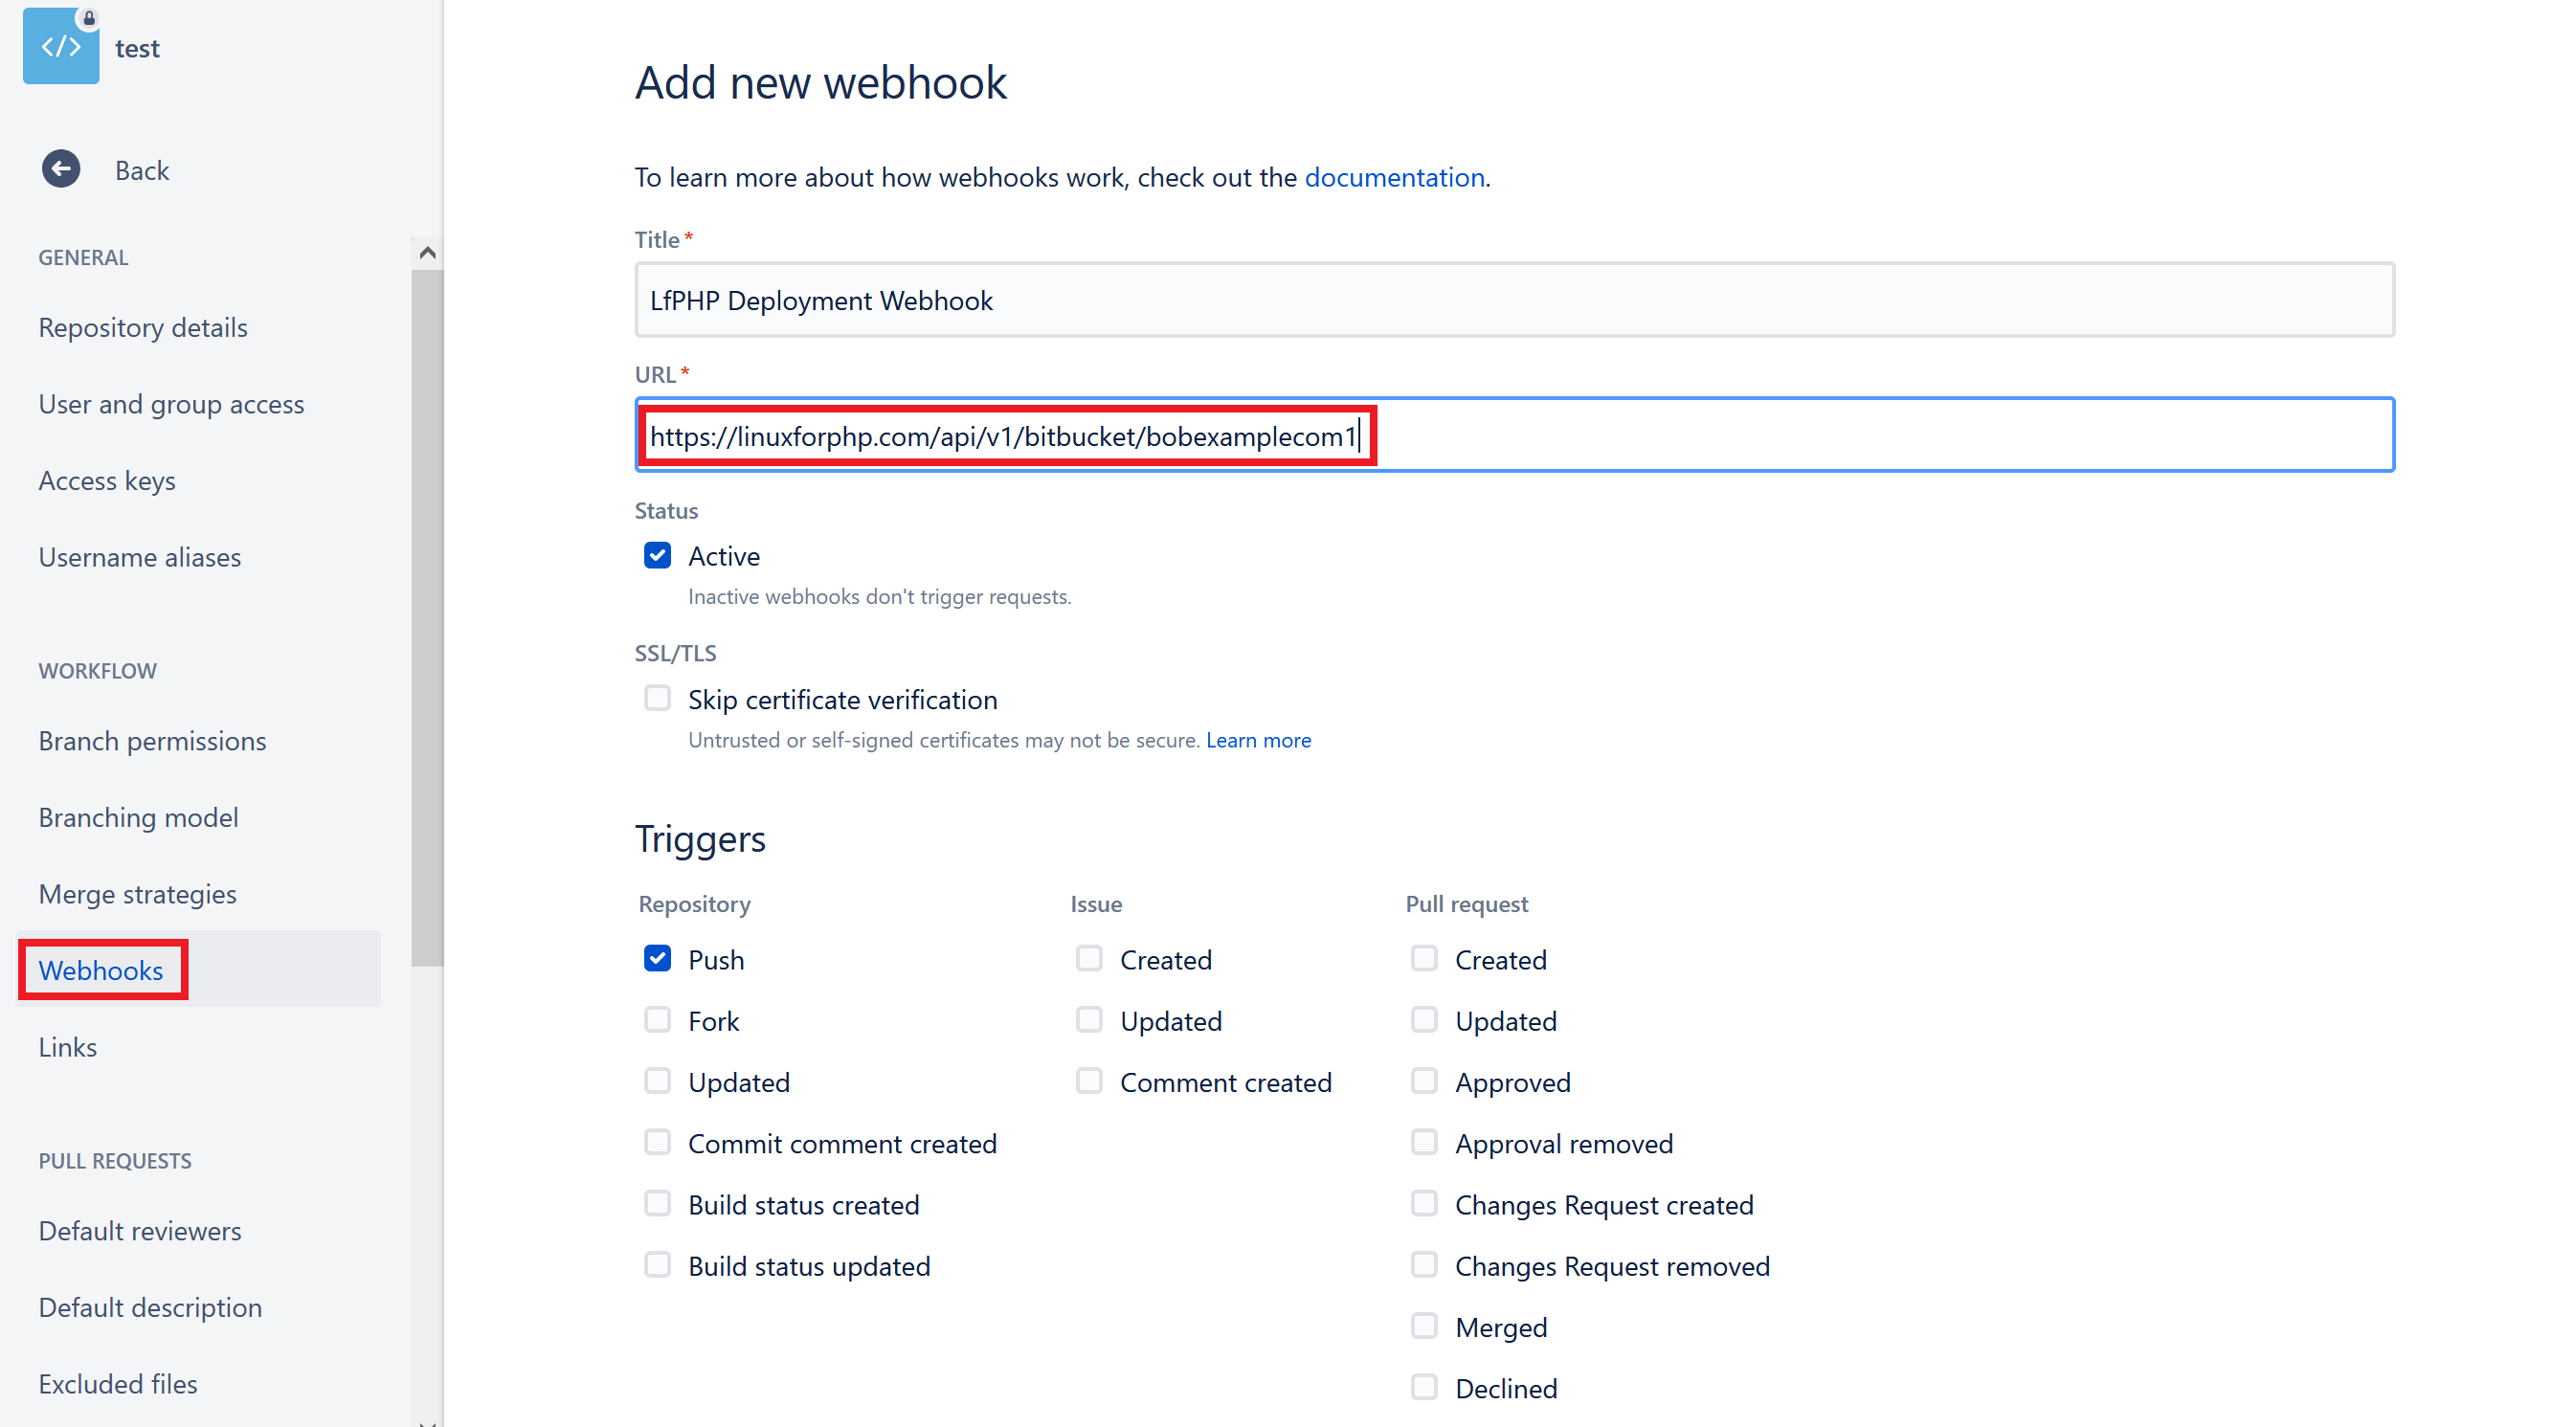 test
Back
GENERAL
Repository details
User and group access
Access keys
Username aliases
WORKFLOW
Branch permissions
Branching model
Merge strategies
Webhooks
Links
PULL REQUESTS
Default reviewers
Default description
Excluded files
Add new webhook
To learn more about how webhooks work, check out the documentation.
Title *
LfPHP Deployment Webhook
URL *
https://linuxforphp.com/api/v1/bitbucket/bobexamplecom1
Status
Active
Inactive webhooks don't trigger requests.
SSL/TLS
Skip certificate verification
Untrusted or self-signed certificates may not be secure. Learn more
Triggers
Repository
Push
Fork
Updated
Commit comment created
Build status created
Build status updated
Issue
Created
Updated
Comment created
Pull request
Created
Updated
Approved
Approval removed
Changes Request created
Changes Request removed
Merged
Declined